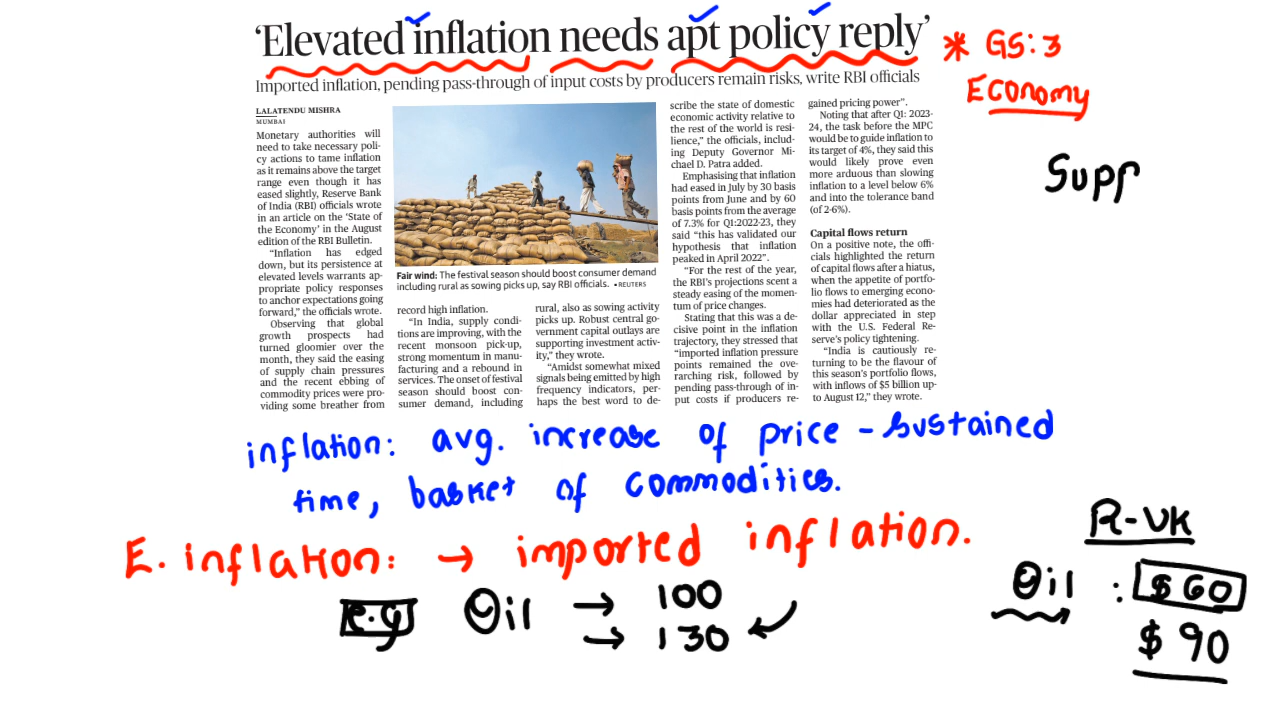 ‘Elevated inflation needs apt policy reply’
Imported inflation, pending pass-through of input costs by producers remain risks, write RBI officials
* GS:3
Economy
Supp
LALATENDU MISHRA
MUMBAI
Monetary authorities will
need to take necessary poli-
cy actions to tame inflation
as it remains above the target
range even though it has
eased slightly, Reserve Bank
of India (RBI) officials wrote
in an article on the ‘State of
the Economy’ in the August
edition of the RBI Bulletin.
“Inflation has edged
down, but its persistence at
elevated levels warrants ap-
propriate policy responses
to anchor expectations going
forward,” the officials wrote.
Observing that global
growth prospects had
turned gloomier over the
month, they said the easing
of supply chain pressures
and the recent ebbing of
commodity prices were pro-
viding some breather from
Fair wind: The festival season should boost consumer demand
including rural as sowing picks up, say RBI officials. • REUTERS
record high inflation.
“In India, supply condi-
tions are improving, with the
recent monsoon pick-up,
strong momentum in manu-
facturing and a rebound in
services. The onset of festival
season should boost con-
sumer demand, including
rural, also as sowing activity
picks up. Robust central go-
vernment capital outlays are
supporting investment activ-
ity,” they wrote.
“Amidst somewhat mixed
signals being emitted by high
frequency indicators, per-
haps the best word to de-
scribe the state of domestic
economic activity relative to
the rest of the world is resi-
lience,” the officials, includ-
ing Deputy Governor Mi-
chael D. Patra added.
Emphasising that inflation
had eased in July by 30 basis
points from June and by 60
basis points from the average
of 7.3% for Q1:2022-23, they
said “this has validated our
hypothesis that inflation
peaked in April 2022”.
“For the rest of the year,
the RBI's projections scent a
steady easing of the momen-
tum of price changes.
Stating that this was a de-
cisive point in the inflation
trajectory, they stressed that
“imported inflation pressure
points remained the ove-
rarching risk, followed by
pending pass-through of in-
put costs if producers re-
gained pricing power”.
Noting that after Q1: 2023-
24, the task before the MPC
would be to guide inflation to
its target of 4%, they said this
would likely prove even
more arduous than slowing
inflation to a level below 6%
and into the tolerance band
(of 2-6%).
Capital flows return
On a positive note, the offi-
cials highlighted the return
of capital flows after a hiatus,
when the appetite of portfo-
lio flows to emerging econo-
mies had deteriorated as the
dollar appreciated in step
with the U.S. Federal Re-
serve's policy tightening.
“India is cautiously re-
turning to be the flavour of
this season's portfolio flows,
with inflows of $5 billion up-
to August 12,” they wrote.
inflation: avg. increase of price - sustained
time, basket of commodities.
E. inflation: → imported inflation.
e.g Oil → 100
→ 130
R-UK
Oil : $60
$ 90